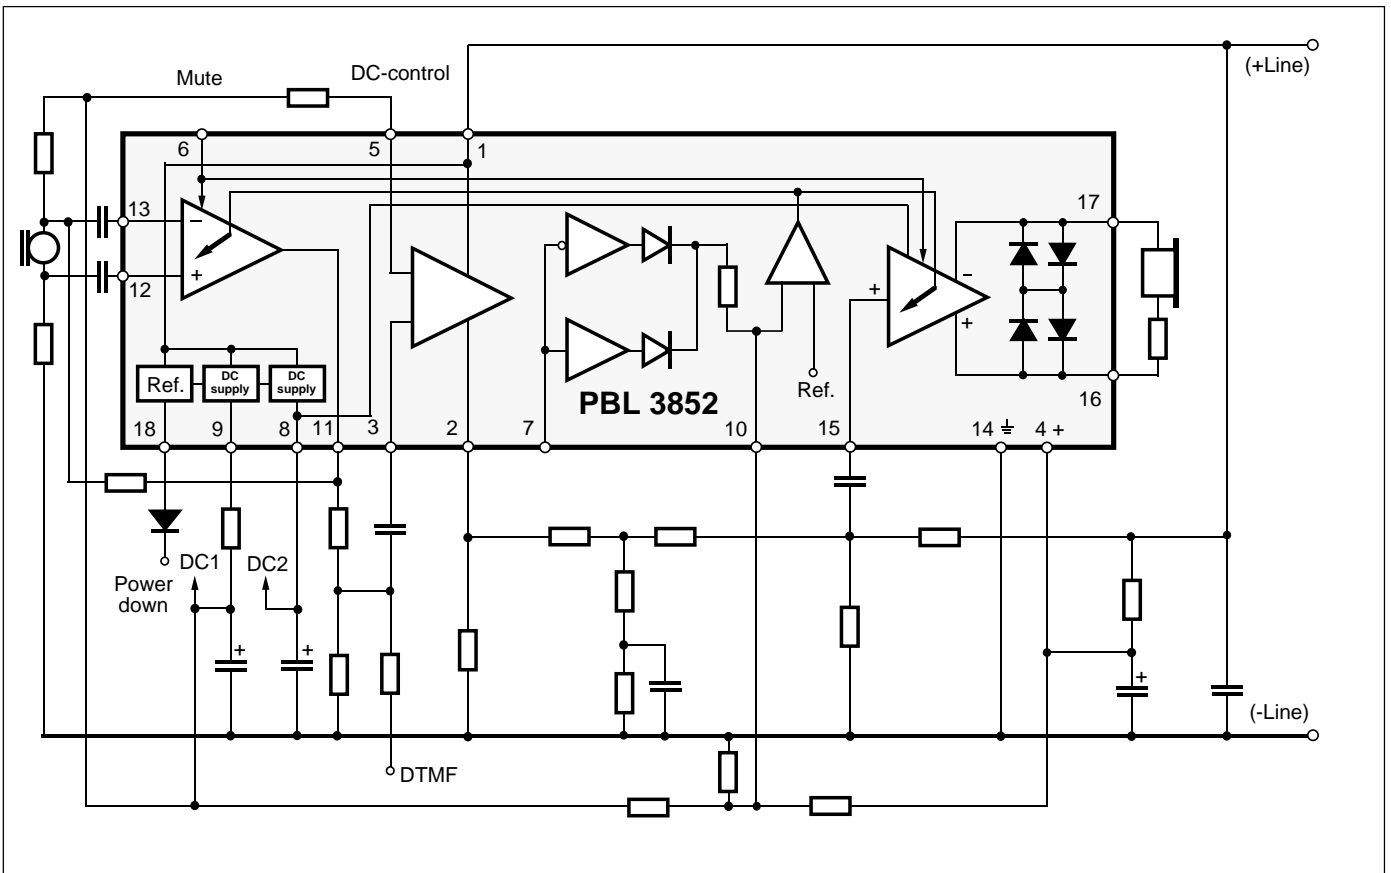 Mute
DC-control
(+Line)
6
5
1
13
17
−
−
+
+
+
12
Ref.
DC
supply
DC
supply
Ref.
PBL 3852
16
18
9
8
11
3
2
7
10
15
14
4 +
DC1
DC2
Power
down
+
+
+
(-Line)
DTMF